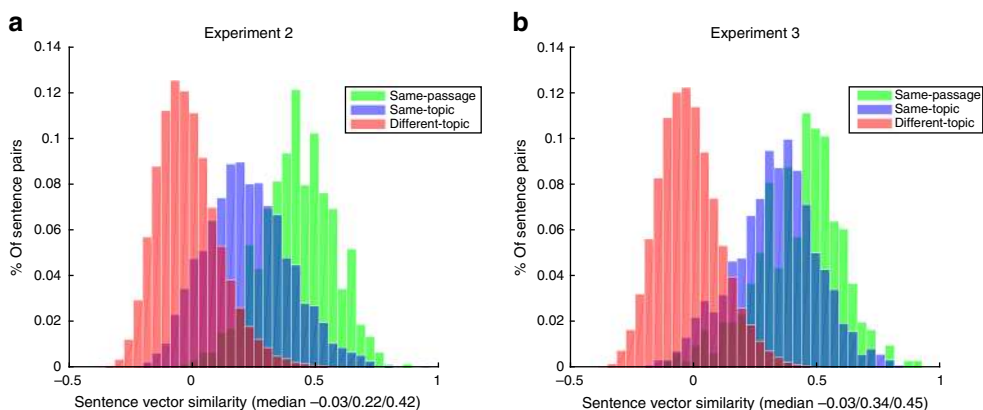 a
Experiment 2
0.14
0.12
0.1
0.08
0.06
0.04
0.02
0
% Of sentence pairs
Same-passage
Same-topic
Different-topic
−0.5
0
0.5
1
Sentence vector similarity (median −0.03/0.22/0.42)
b
Experiment 3
0.14
0.12
0.1
0.08
0.06
0.04
0.02
0
% Of sentence pairs
Same-passage
Same-topic
Different-topic
−0.5
0
0.5
1
Sentence vector similarity (median −0.03/0.34/0.45)